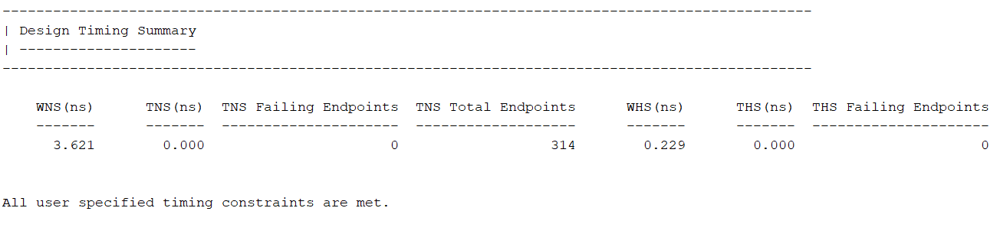 ------------------------------------------------------------------------------------------------
| Design Timing Summary
| ---------------------
------------------------------------------------------------------------------------------------
    WNS(ns)      TNS(ns)  TNS Failing Endpoints  TNS Total Endpoints      WHS(ns)      THS(ns)  THS Failing Endpoints
    -------      -------  ---------------------  -------------------      -------      -------  ---------------------
      3.621        0.000                      0                  314        0.229        0.000                      0
All user specified timing constraints are met.